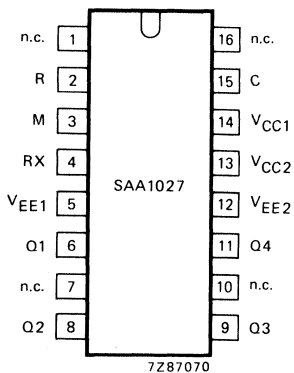 n.c. 1 16 n.c.
R 2 15 C
M 3 14 VCC1
RX 4 13 VCC2
SAA1027
VEE1 5 12 VEE2
Q1 6 11 Q4
n.c. 7 10 n.c.
Q2 8 9 Q3
7Z87070